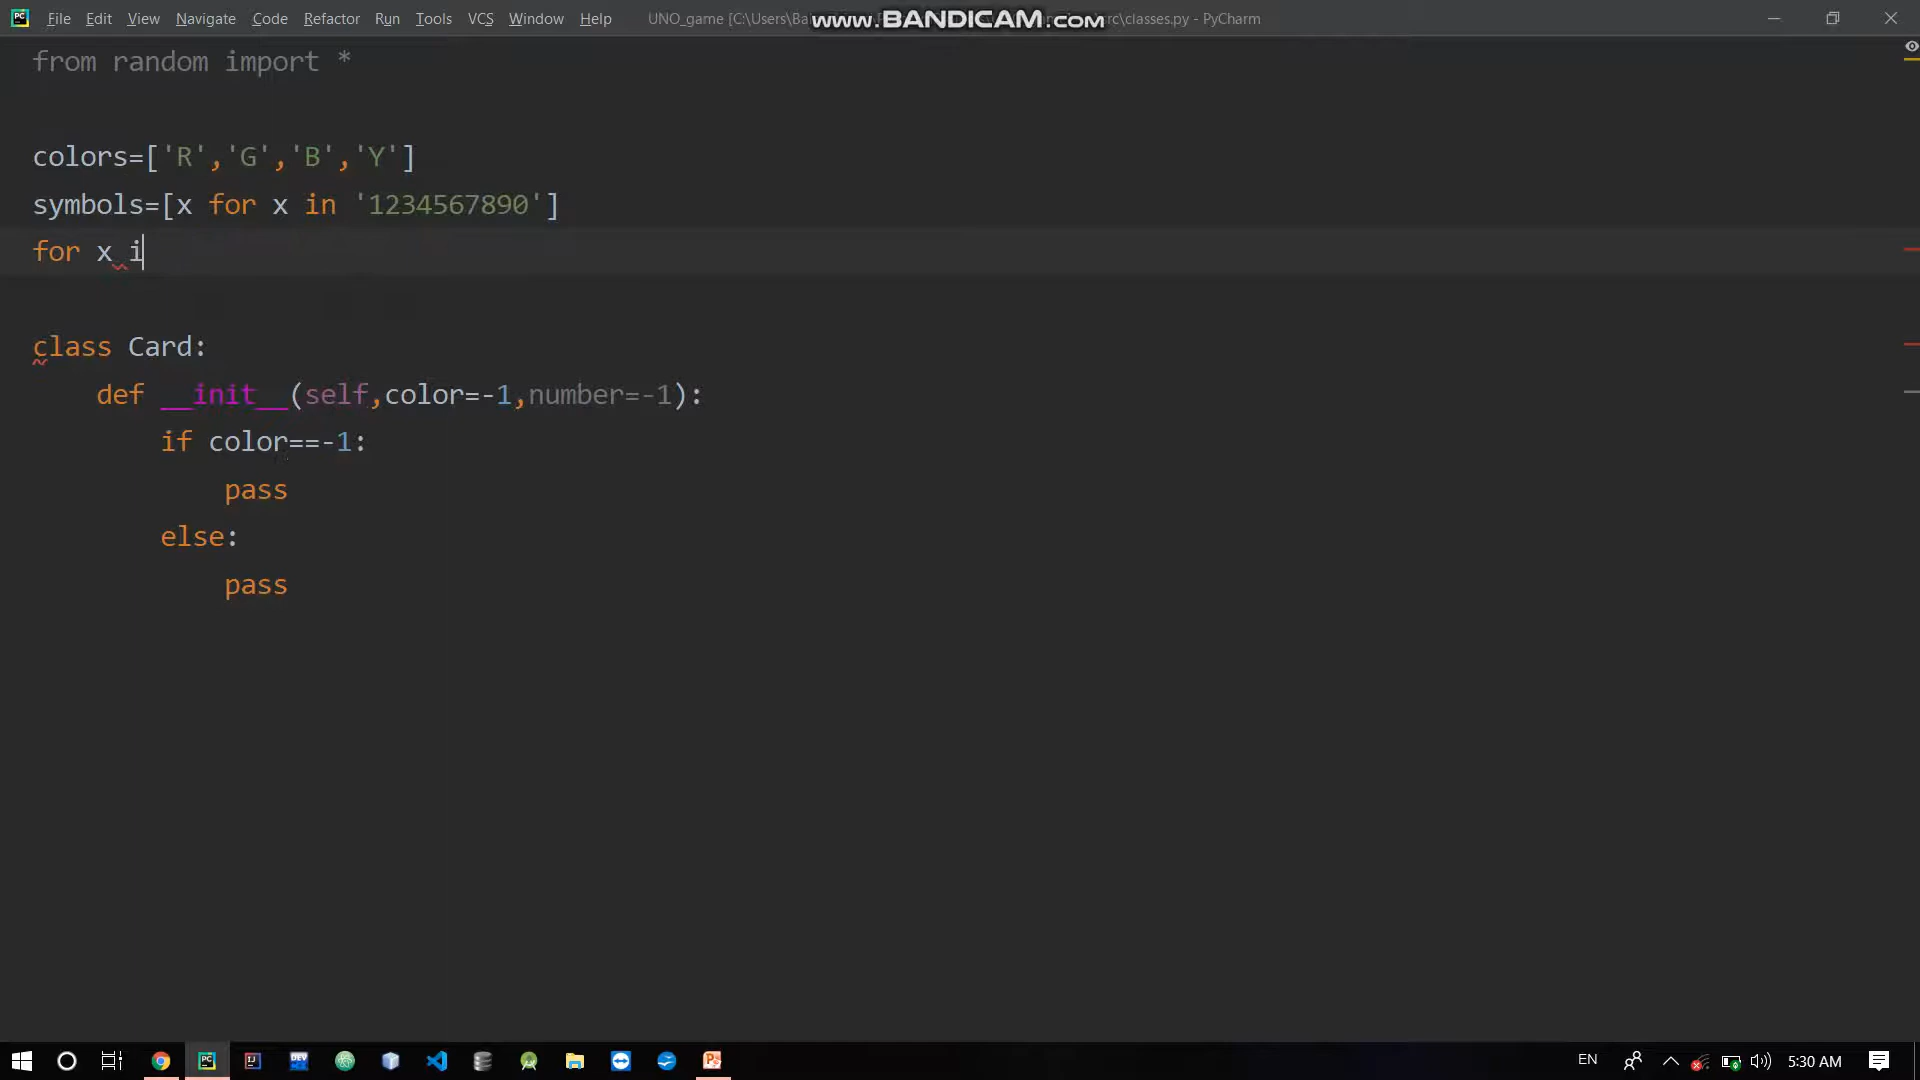 File Edit View Navigate Code Refactor Run Tools VCS Window Help UNO_game [C:\Users\Ba www.BANDICAM.com rc\classes.py - PyCharm
from random import *
colors=['R','G','B','Y']
symbols=[x for x in '1234567890']
for x i
class Card:
def __init__(self,color=-1,number=-1):
if color==-1:
pass
else:
pass
EN 5:30 AM